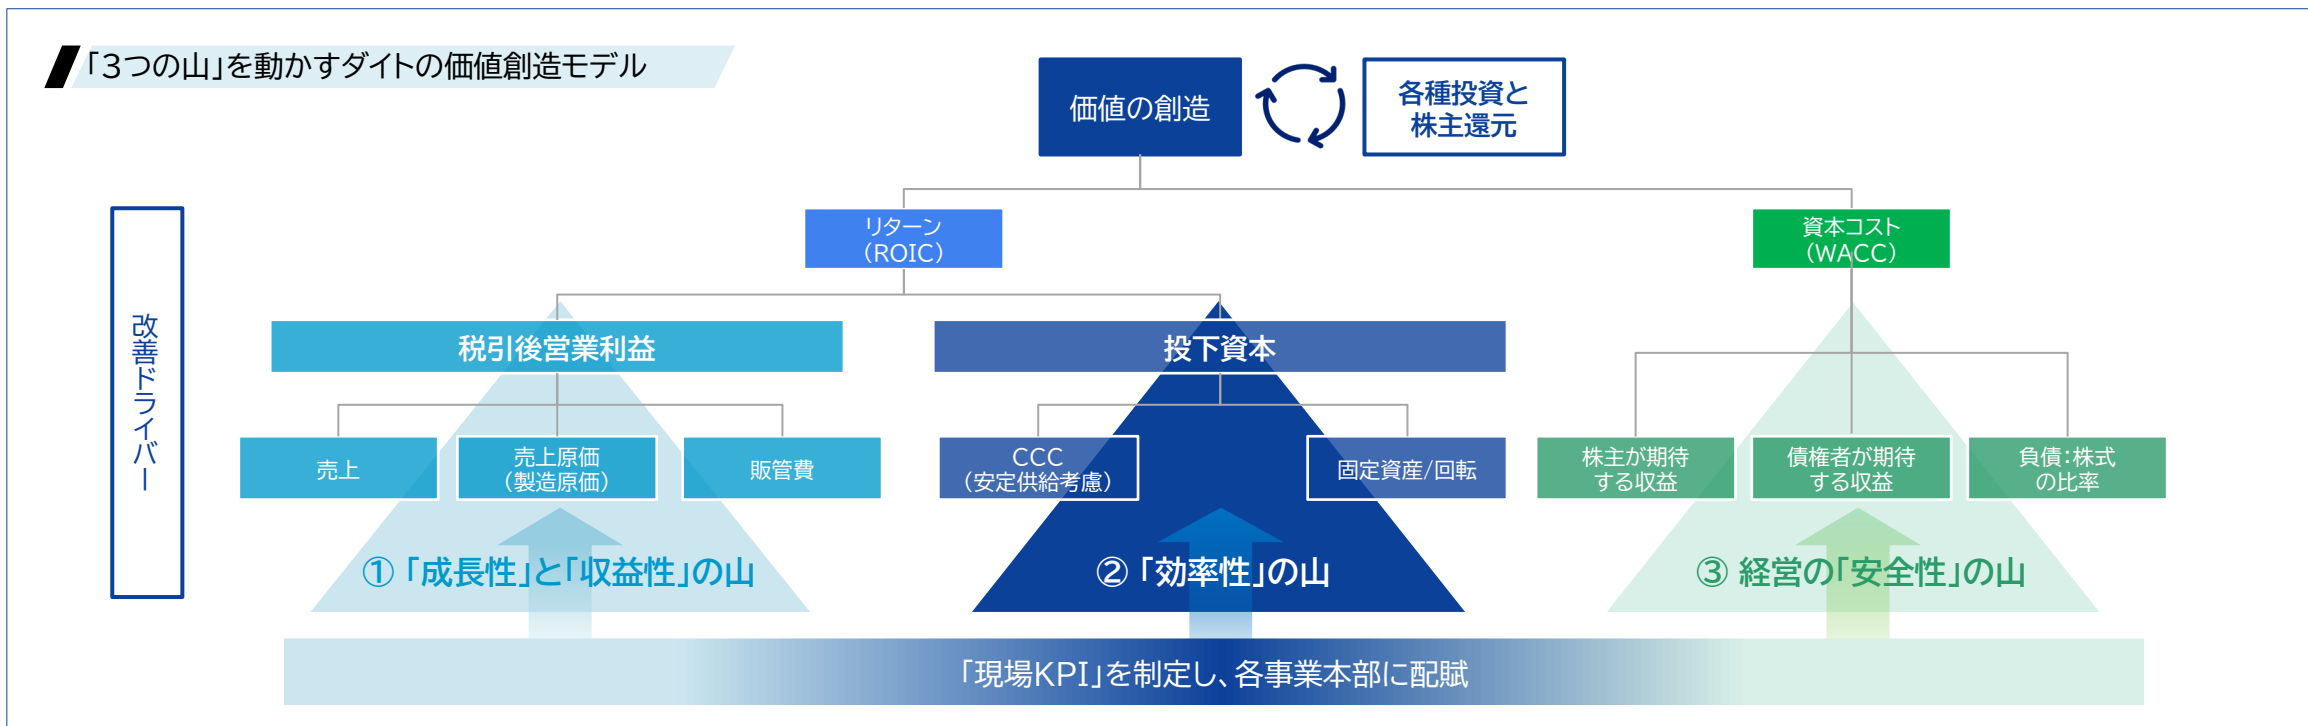 「3つの山」を動かすダイトの価値創造モデル
価値の創造
各種投資と
株主還元
リターン
（ROIC）
資本コスト
（WACC）
改善ドライバー
税引後営業利益
投下資本
売上
売上原価
（製造原価）
販管費
CCC
（安定供給考慮）
固定資産/回転
株主が期待
する収益
債権者が期待
する収益
負債：株式
の比率
①「成長性」と「収益性」の山
②「効率性」の山
③ 経営の「安全性」の山
「現場KPI」を制定し、各事業本部に配賦